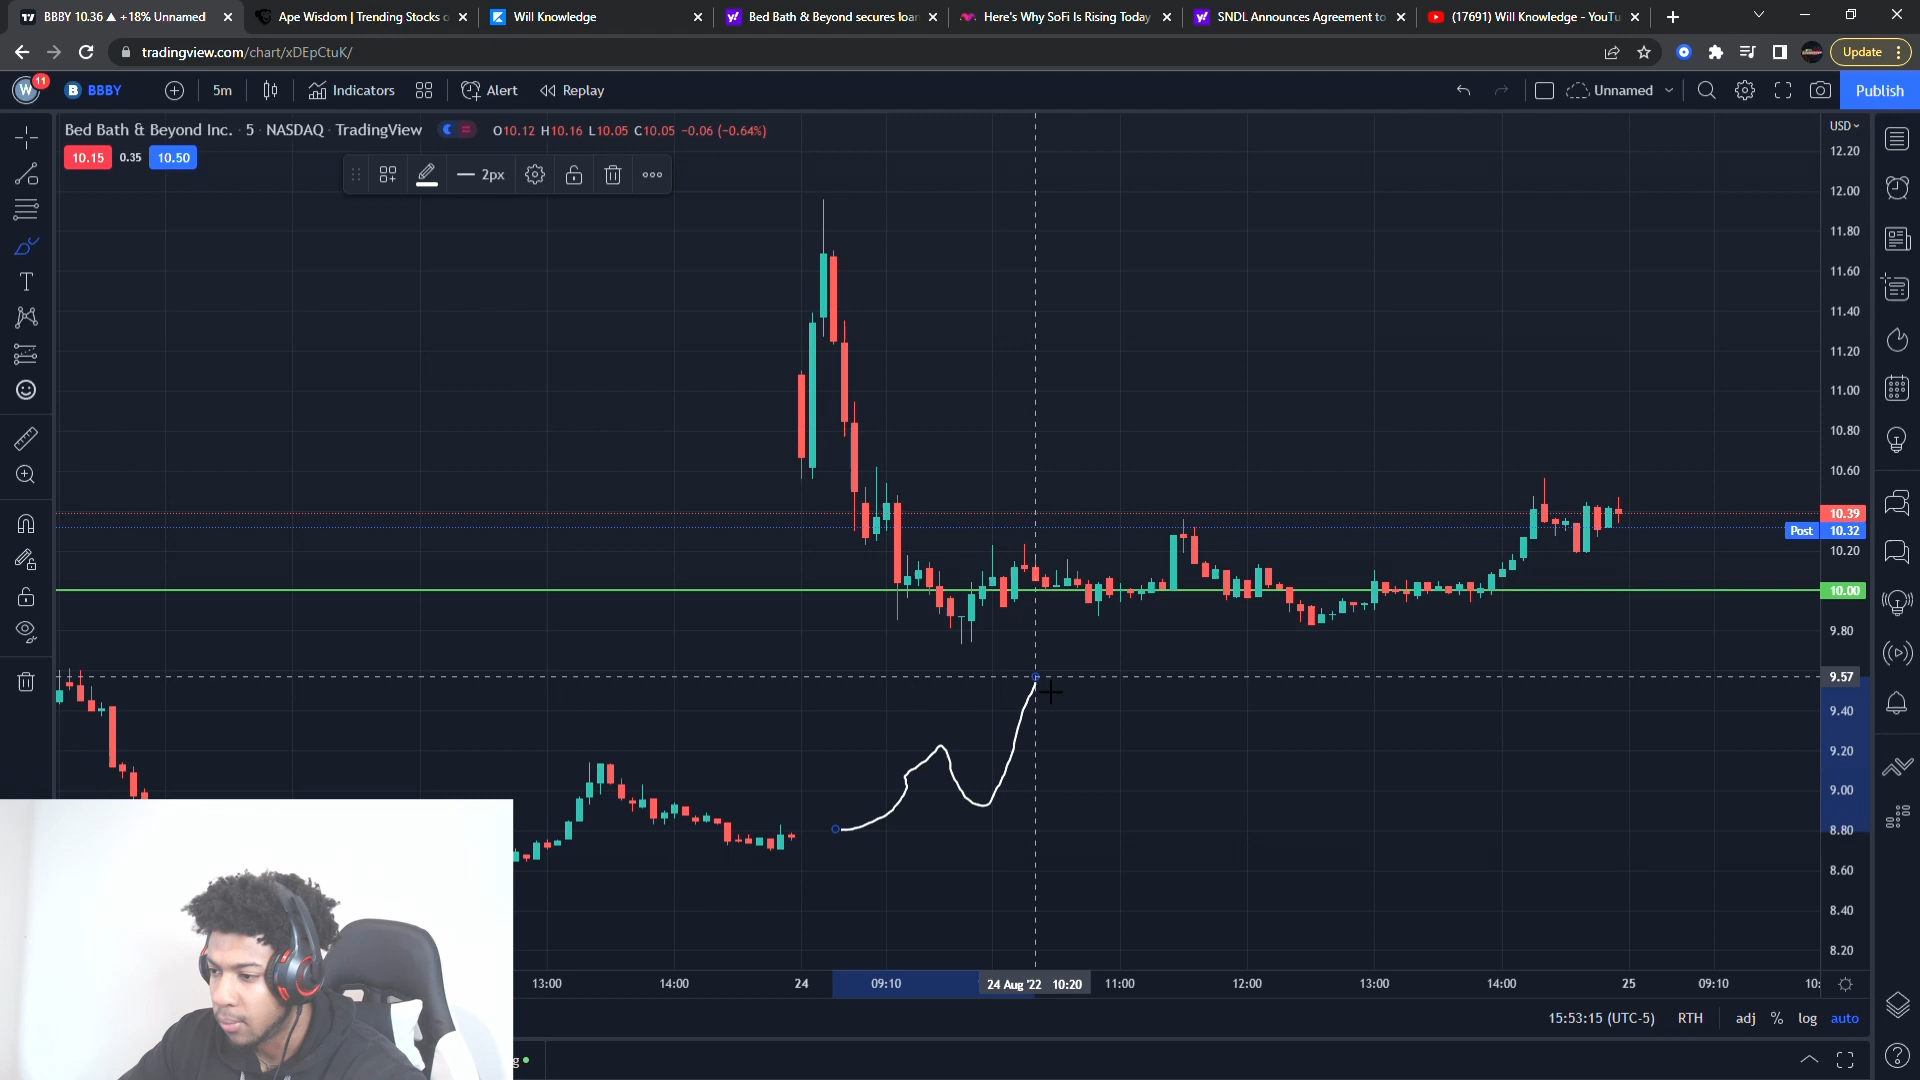 BBBY 10.36 ▲ +18% Unnamed
Ape Wisdom | Trending Stocks o
Will Knowledge
Bed Bath & Beyond secures loan
Here's Why SoFi Is Rising Today
SNDL Announces Agreement to
(17691) Will Knowledge - YouTu
tradingview.com/chart/xDEpCtuK/
Update
W
11
B
BBBY
5m
Indicators
Alert
Replay
Unnamed
Publish
Bed Bath & Beyond Inc. · 5 · NASDAQ · TradingView
O10.12 H10.16 L10.05 C10.05 −0.06 (−0.64%)
10.15
0.35
10.50
2px
USD
12.20
12.00
11.80
11.60
11.40
11.20
11.00
10.80
10.60
10.39
Post 10.32
10.20
10.00
9.80
9.57
9.40
9.20
9.00
8.80
8.60
8.40
8.20
13:00
14:00
24
09:10
24 Aug '22 10:20
11:00
12:00
13:00
14:00
25
09:10
10:
15:53:15 (UTC-5)
RTH
adj
%
log
auto
g